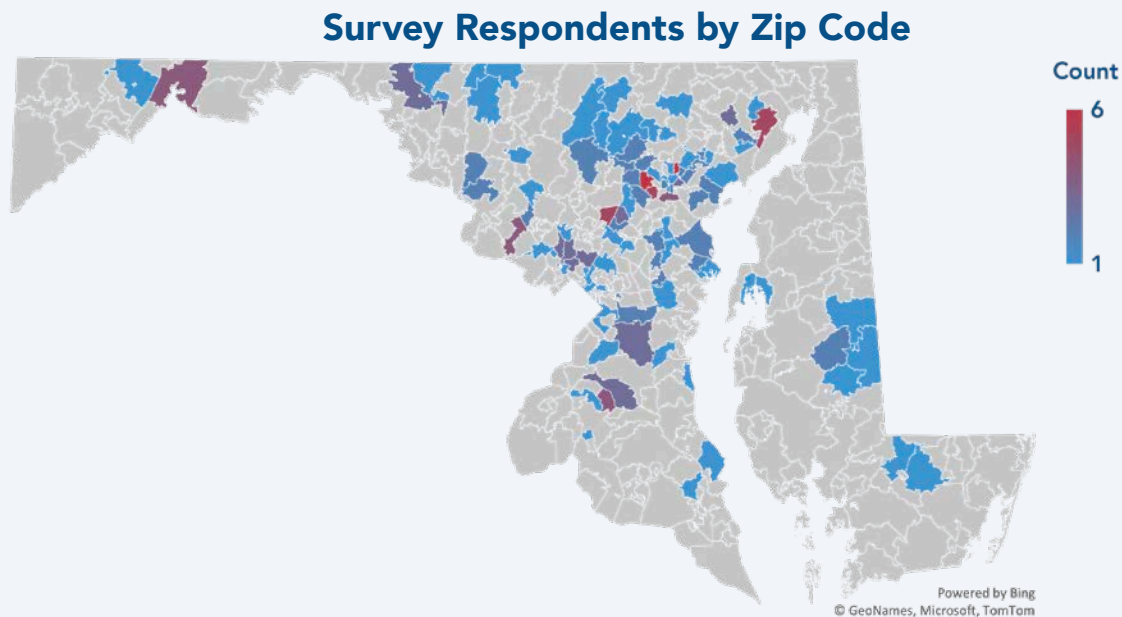 Survey Respondents by Zip Code
Count
6
1
Powered by Bing
© GeoNames, Microsoft, TomTom